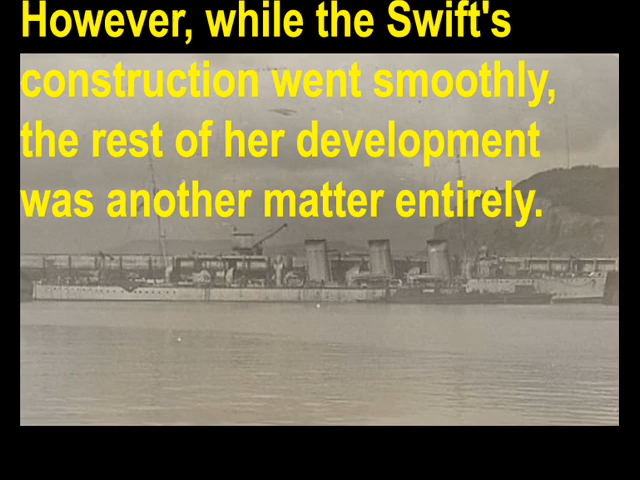 However, while the Swift's
construction went smoothly,
the rest of her development
was another matter entirely.